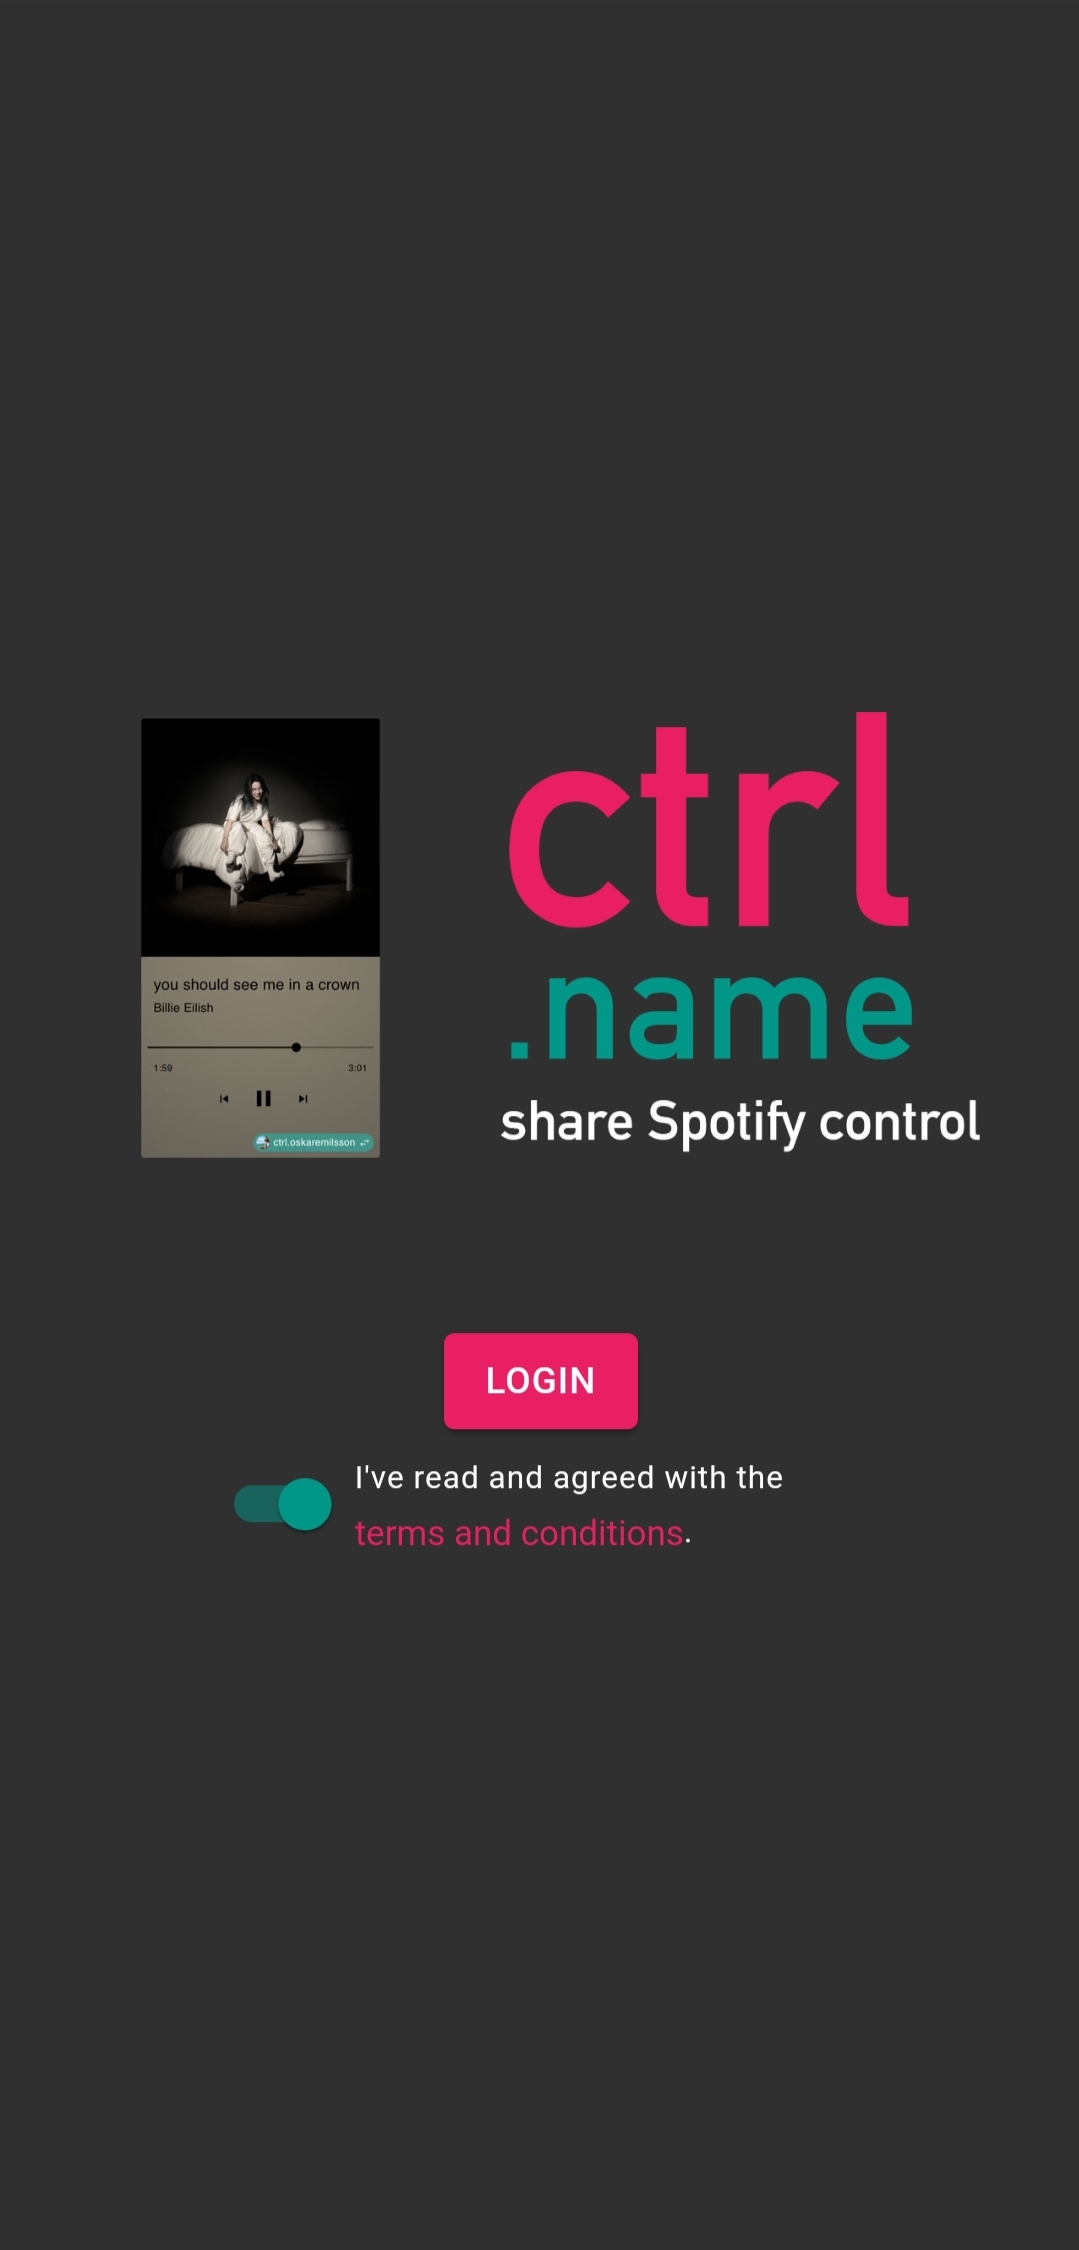 you should see me in a crown
Billie Eilish
1:59
3:01
ctrl.oskaremilsson
ctrl
.name
share Spotify control
LOGIN
I've read and agreed with the
terms and conditions.